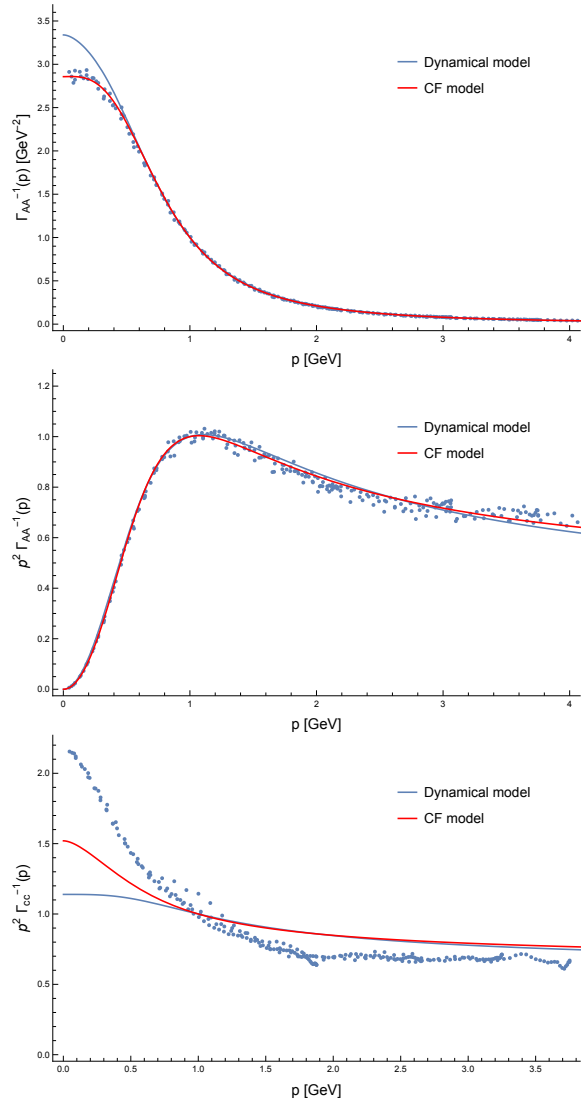 3.5
3.0
2.5
2.0
1.5
1.0
0.5
0.0
Γ_AA^{-1}(p) [GeV^{-2}]
Dynamical model
CF model
0 1 2 3 4
p [GeV]
1.2
1.0
0.8
0.6
0.4
0.2
0.0
p^2 Γ_AA^{-1}(p)
Dynamical model
CF model
0 1 2 3 4
p [GeV]
2.0
1.5
1.0
0.5
0.0
p^2 Γ_cc^{-1}(p)
Dynamical model
CF model
0.0 0.5 1.0 1.5 2.0 2.5 3.0 3.5
p [GeV]